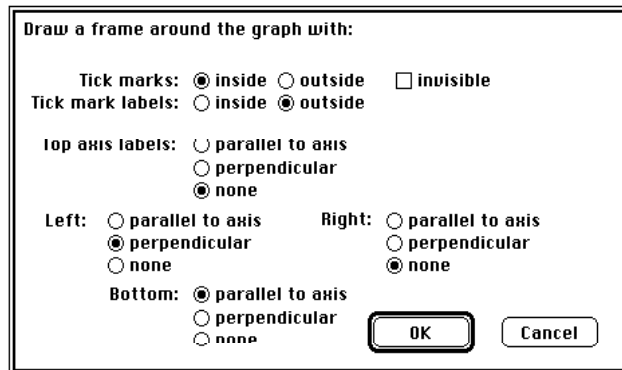 Draw a frame around the graph with:
Tick marks: inside outside invisible
Tick mark labels: inside outside
Top axis labels: parallel to axis
perpendicular
none
Left: parallel to axis Right: parallel to axis
perpendicular perpendicular
none none
Bottom: parallel to axis
perpendicular
none
OK Cancel